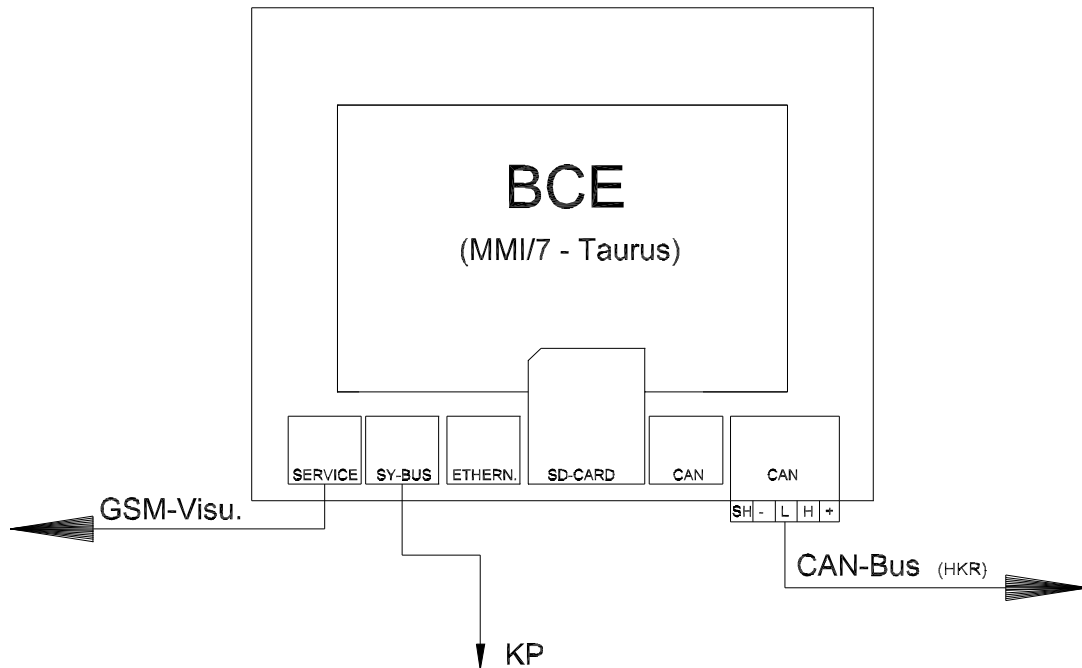 BCE
(MMI/7 - Taurus)
SERVICE SY-BUS ETHERN. SD-CARD CAN CAN
GSM-Visu.
SH - L H +
CAN-Bus (HKR)
KP